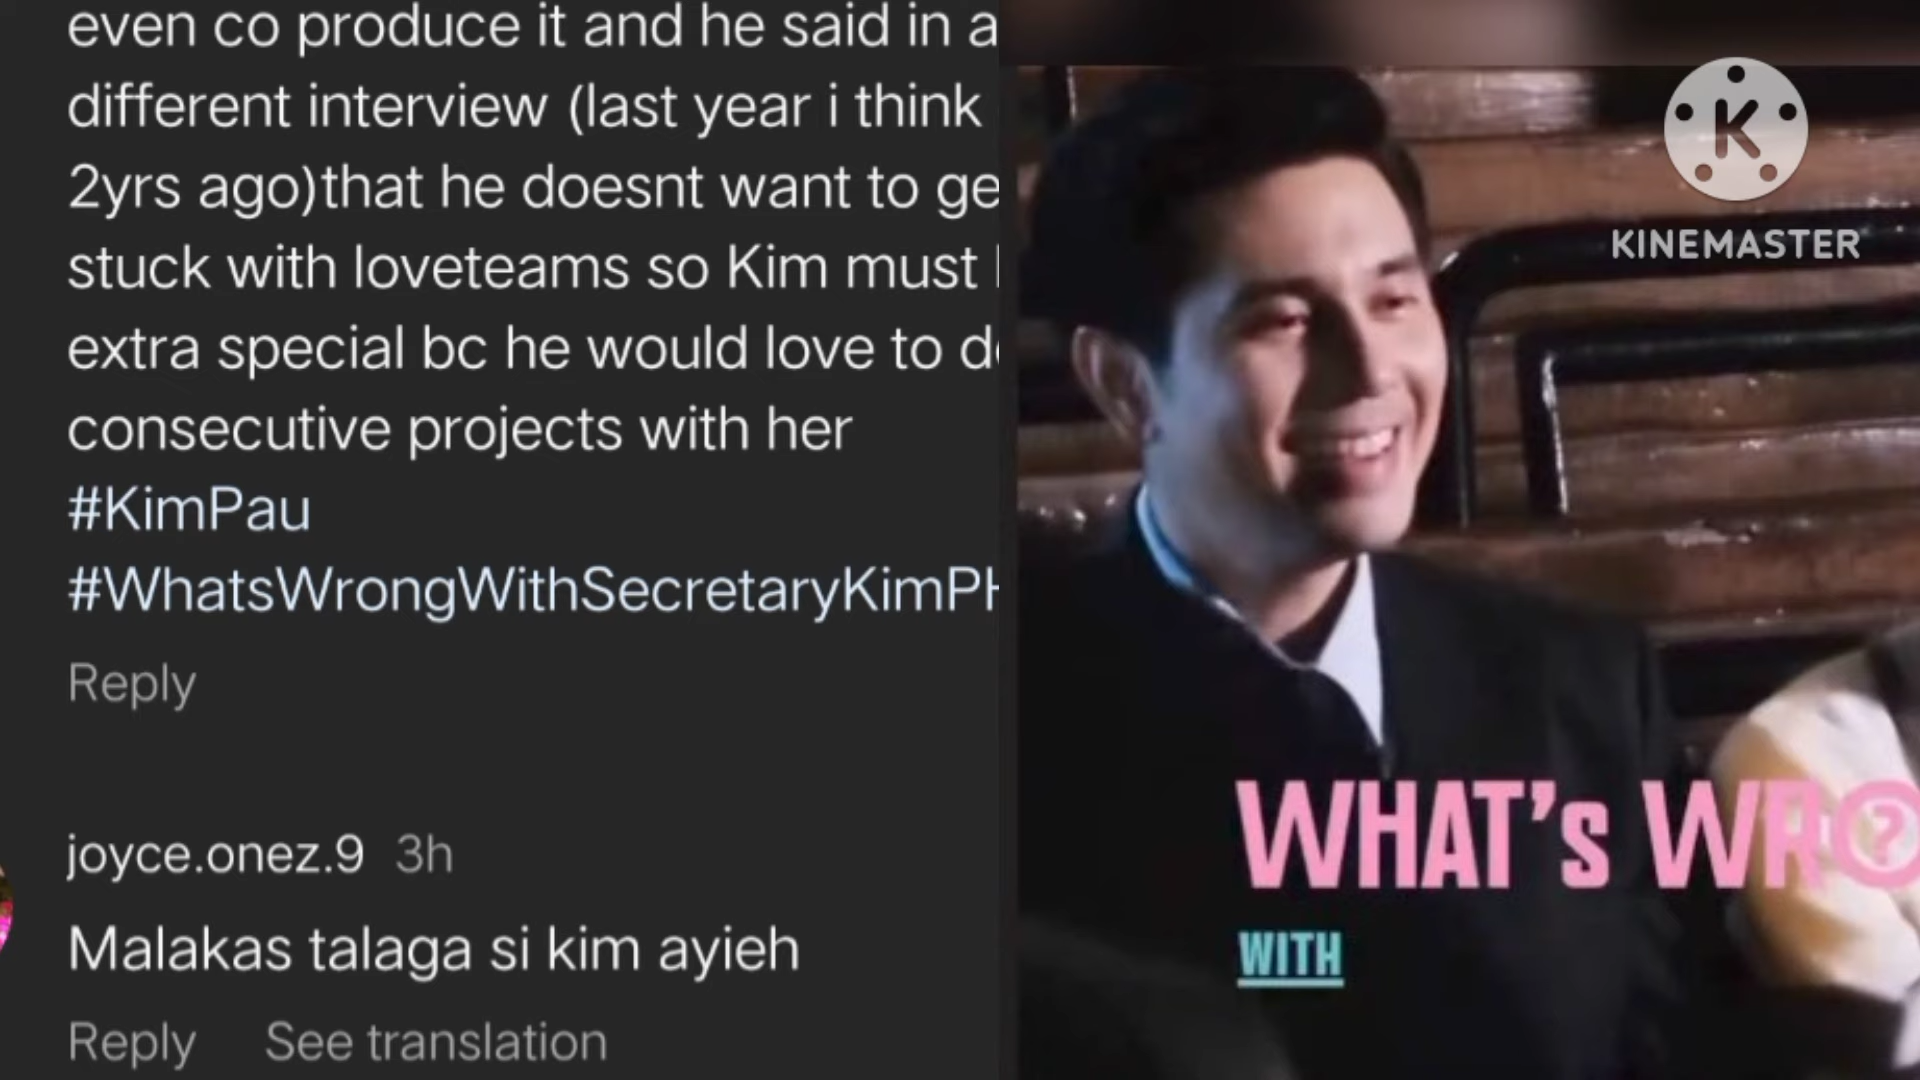 even co produce it and he said in a
different interview (last year i think
2yrs ago)that he doesnt want to ge
stuck with loveteams so Kim must
extra special bc he would love to d
consecutive projects with her
#KimPau
#WhatsWrongWithSecretaryKimPH
Reply
joyce.onez.9 3h
Malakas talaga si kim ayieh
Reply See translation
K
KINEMASTER
WHAT's WRO
?
WITH